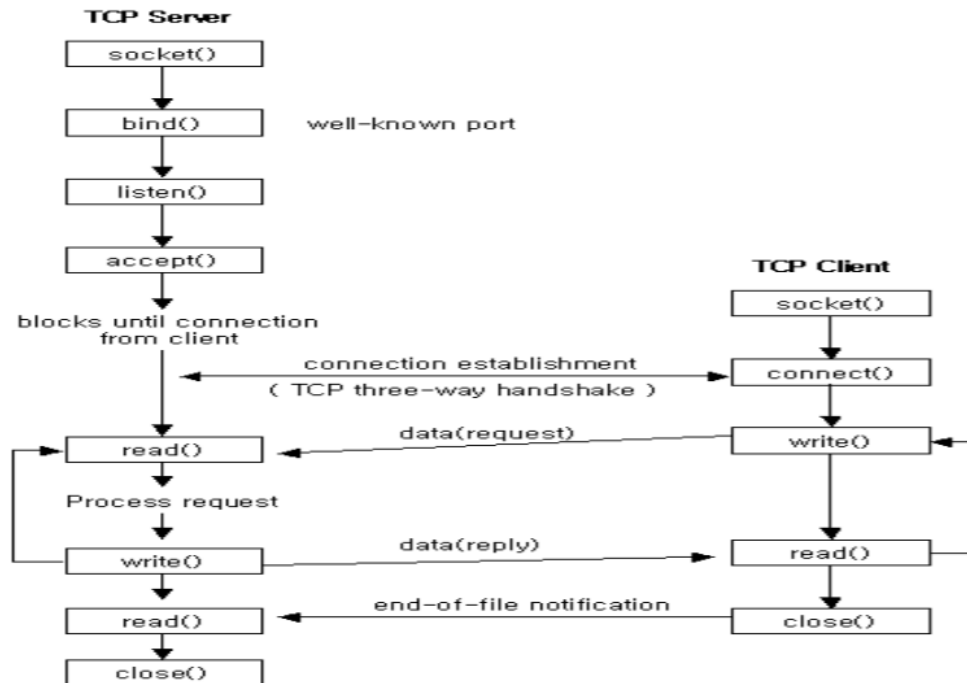 TCP Server
socket()
bind()
well-known port
listen()
accept()
TCP Client
socket()
blocks until connection
from client
connection establishment
( TCP three-way handshake )
connect()
data(request)
write()
read()
Process request
data(reply)
write()
read()
end-of-file notification
read()
close()
close()